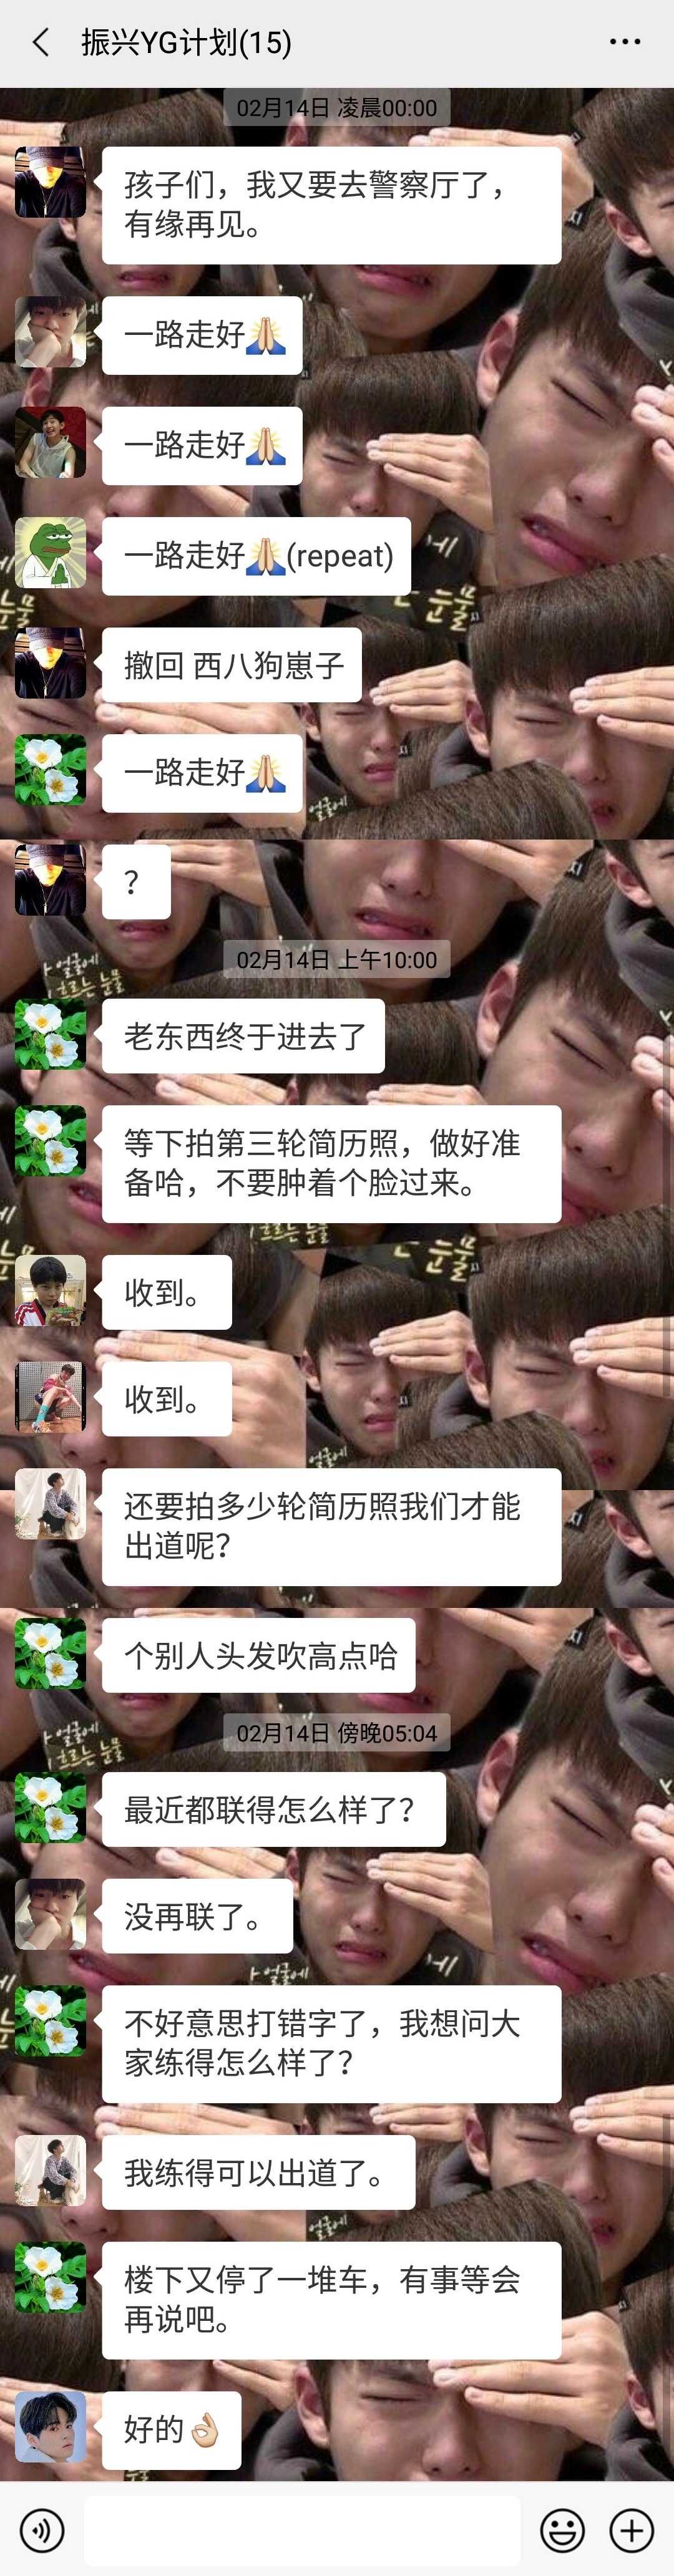 振兴YG计划(15)
02月14日 凌晨00:00
孩子们，我又要去警察厅了，
有缘再见。
一路走好🙏
一路走好🙏
一路走好🙏(repeat)
撤回 西八狗崽子
一路走好🙏
？
02月14日 上午10:00
老东西终于进去了
等下拍第三轮简历照，做好准
备哈，不要肿着个脸过来。
收到。
收到。
还要拍多少轮简历照我们才能
出道呢？
个别人头发吹高点哈
02月14日 傍晚05:04
最近都联得怎么样了？
没再联了。
不好意思打错字了，我想问大
家练得怎么样了？
我练得可以出道了。
楼下又停了一堆车，有事等会
再说吧。
好的👌